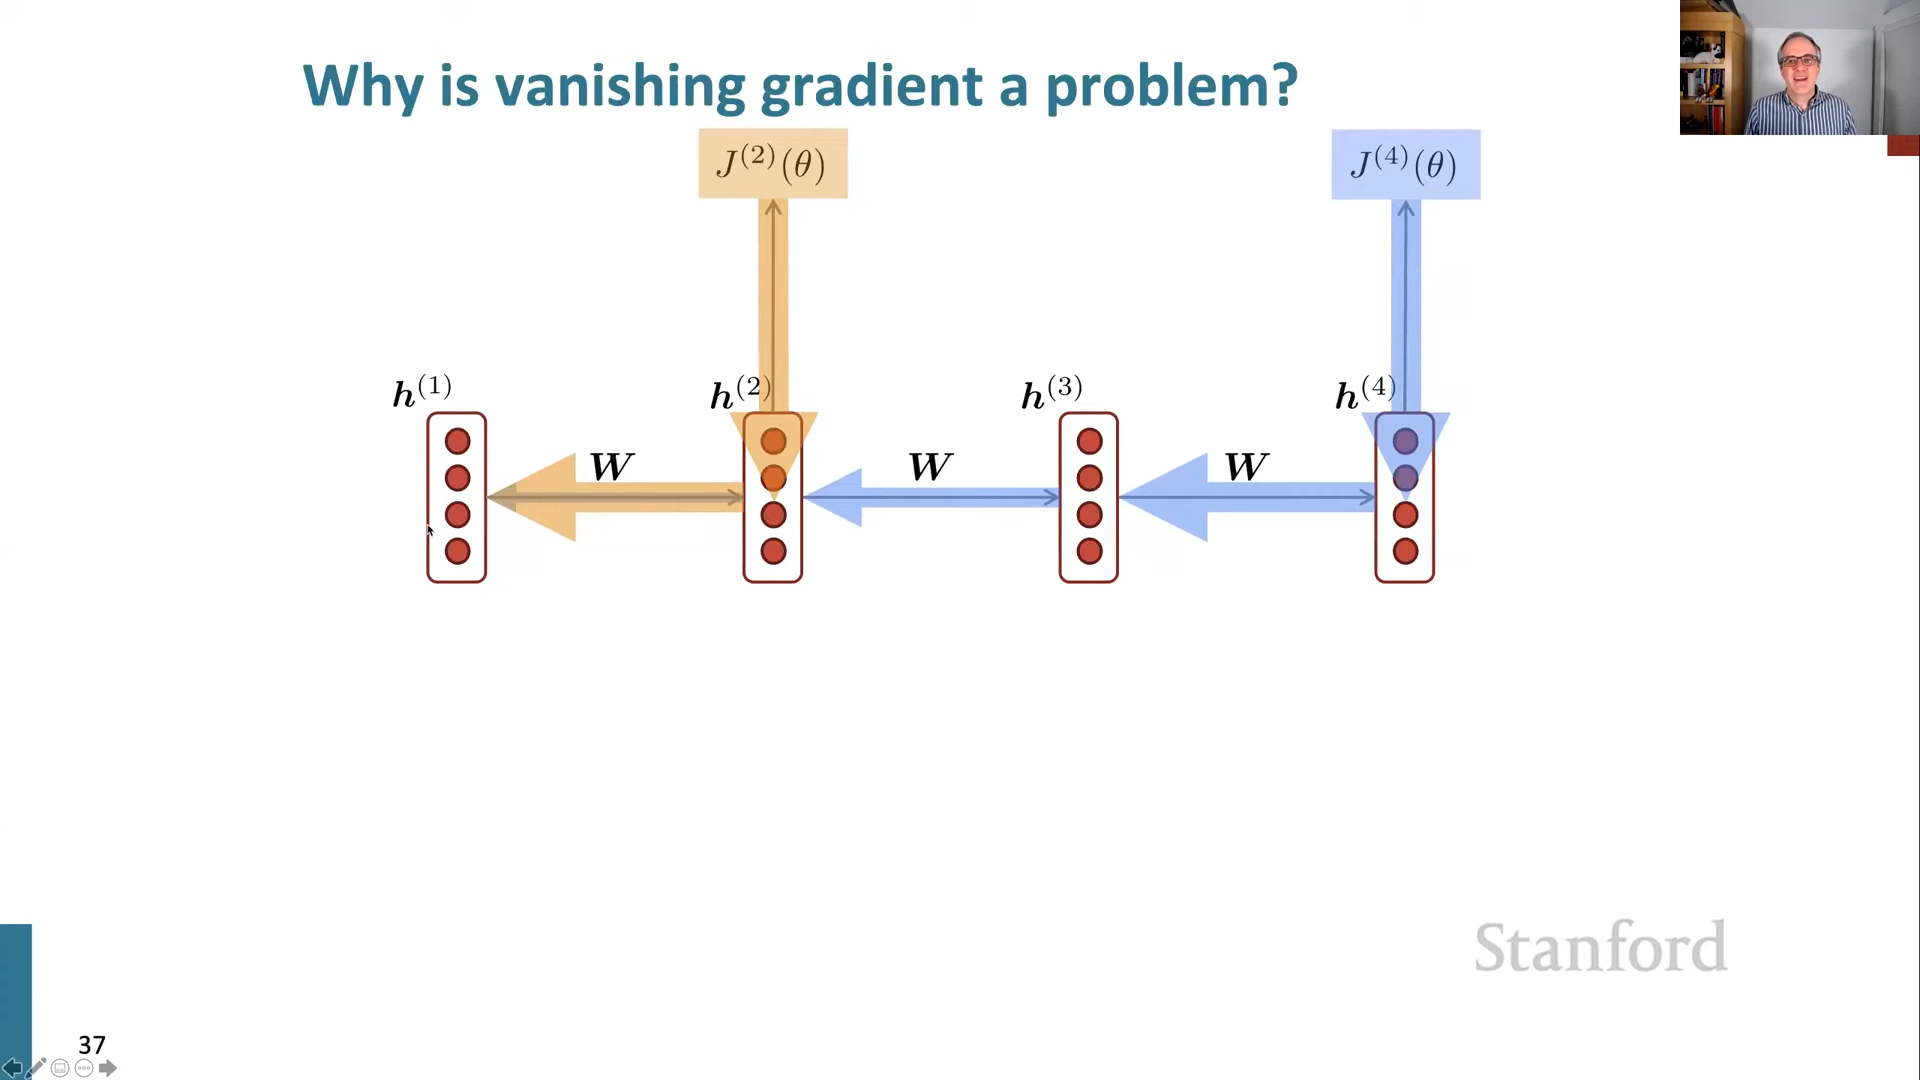 Why is vanishing gradient a problem?
J^(2)(θ) J^(4)(θ)
h^(1) h^(2) h^(3) h^(4)
W W W
Stanford
37